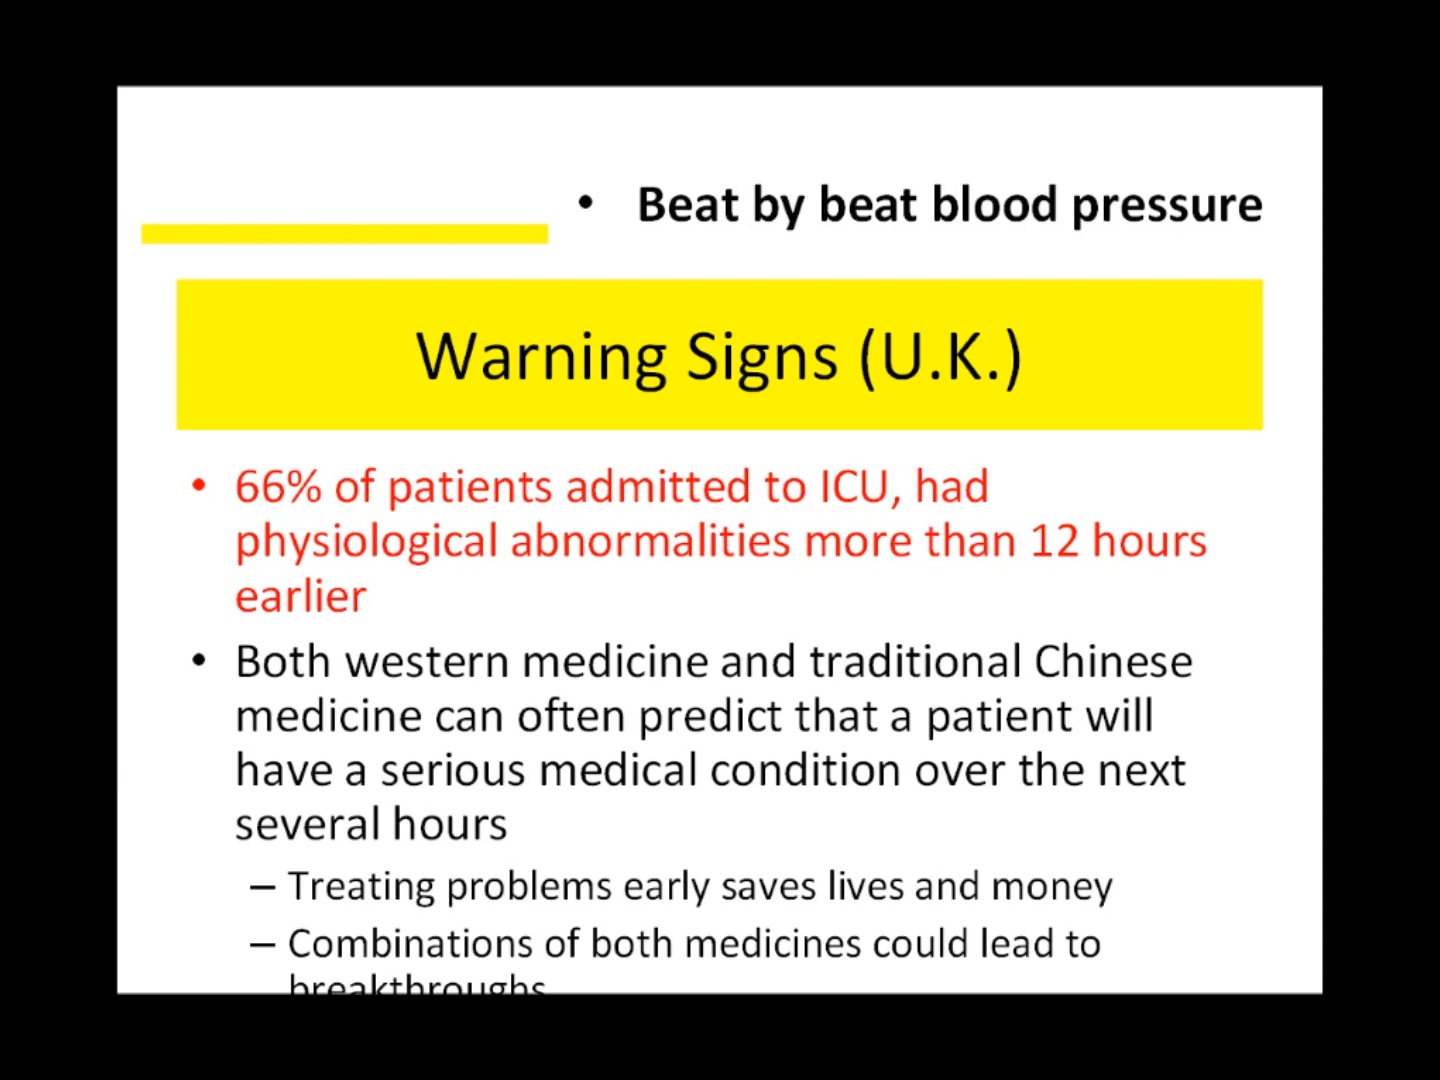 • Beat by beat blood pressure
Warning Signs (U.K.)
• 66% of patients admitted to ICU, had
physiological abnormalities more than 12 hours
earlier
• Both western medicine and traditional Chinese
medicine can often predict that a patient will
have a serious medical condition over the next
several hours
– Treating problems early saves lives and money
– Combinations of both medicines could lead to
breakthroughs